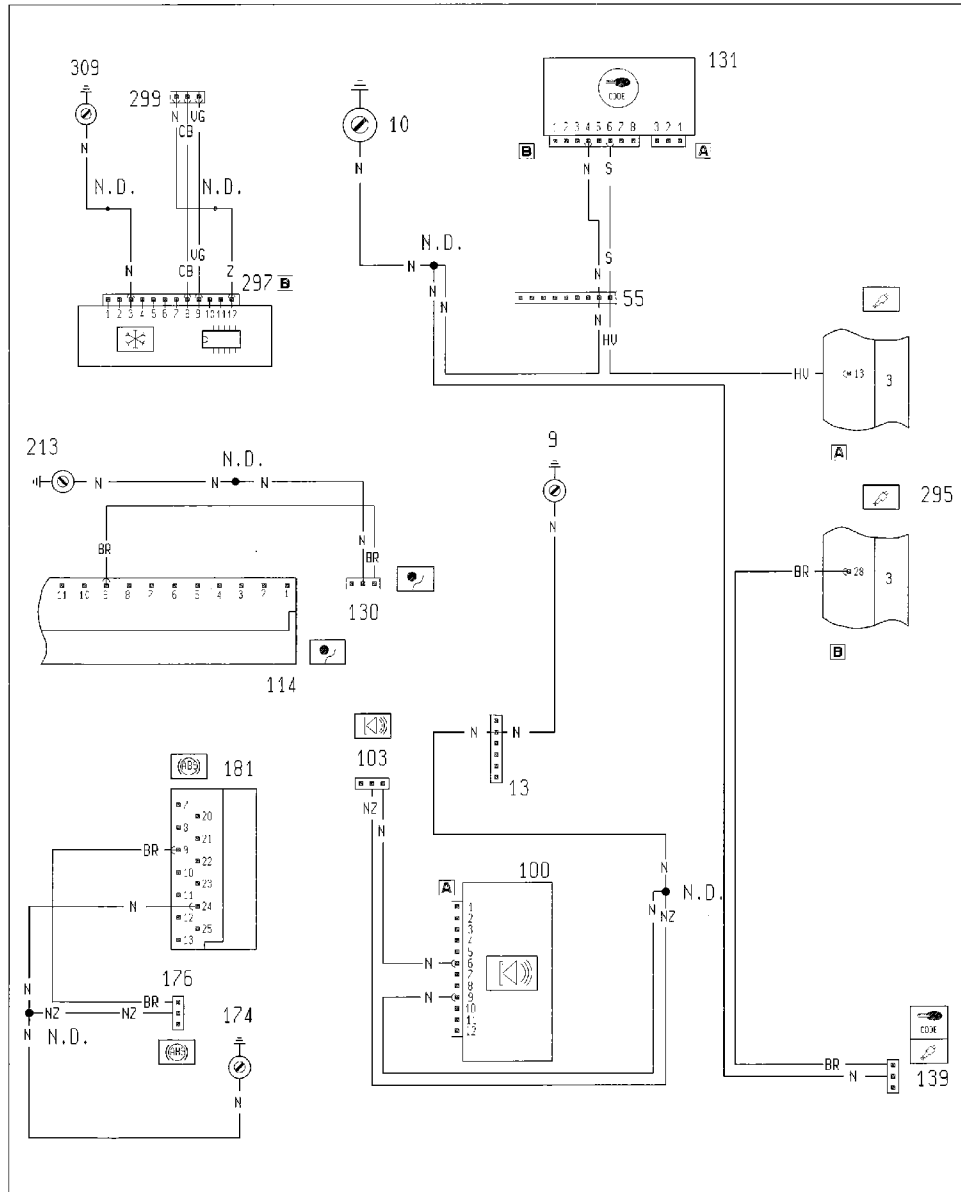 309
299
N VG
CB
N
N.D. N.D.
VG
N CB Z
297 B
1 2 3 4 5 6 7 8 9 10 11 12
10
N
N.D.
N
N
N
131
CODE
1 2 3 4 5 6 7 8 3 2 1
B A
N S
S
N
55
N
HV
HV
13 3
A
295
BR 28 3
B
213
N.D.
N N N
N
BR BR
11 10 9 8 7 6 5 4 3 2 1
130
114
9
N
N N
13
103
NZ
N
100
A
1
2
3
4
5
6
7
8
9
10
11
12
N
N
N
N.D.
N NZ
ABS 181
7
20
8
21
BR 9
22
10
23
11
N 24
12
25
13
176
N
BR
NZ NZ
N N.D.
ABS
174
N
CODE
BR
N
139